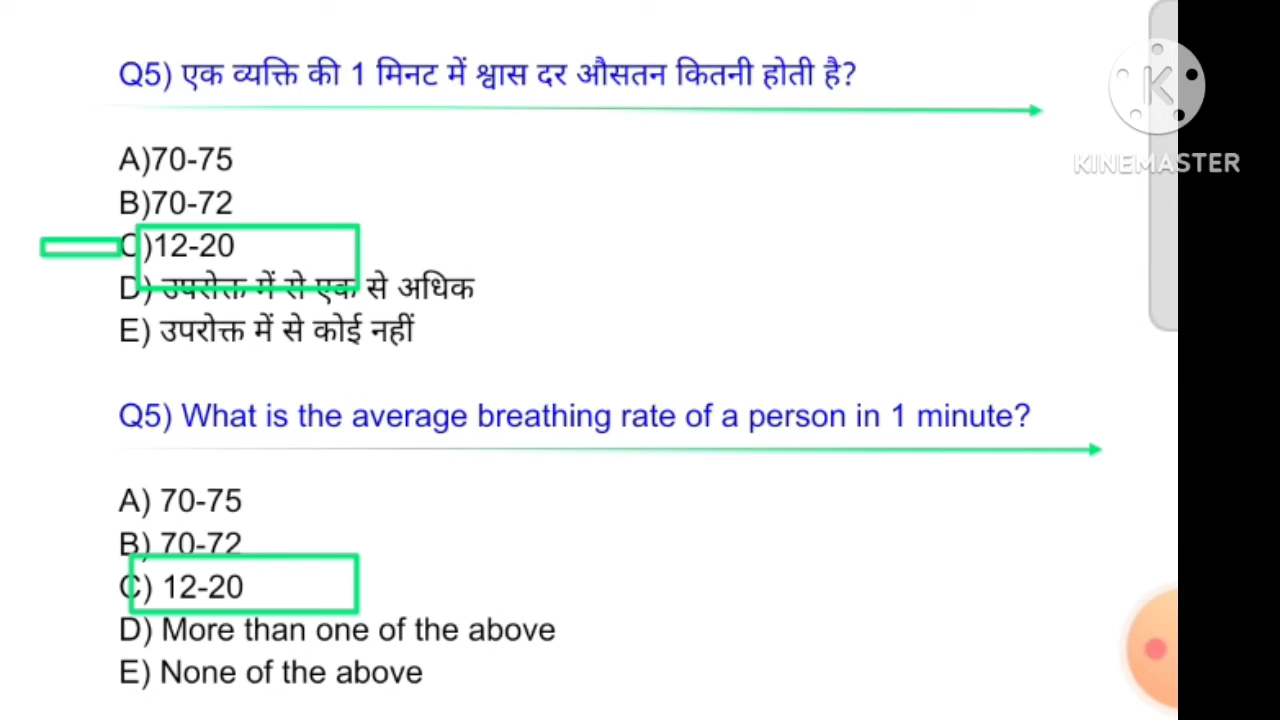 Q5) एक व्यक्ति की 1 मिनट में श्वास दर औसतन कितनी होती है?
K
KINEMASTER
A)70-75
B)70-72
C)12-20
D) उपरोक्त में से एक से अधिक
E) उपरोक्त में से कोई नहीं
Q5) What is the average breathing rate of a person in 1 minute?
A) 70-75
B) 70-72
C) 12-20
D) More than one of the above
E) None of the above